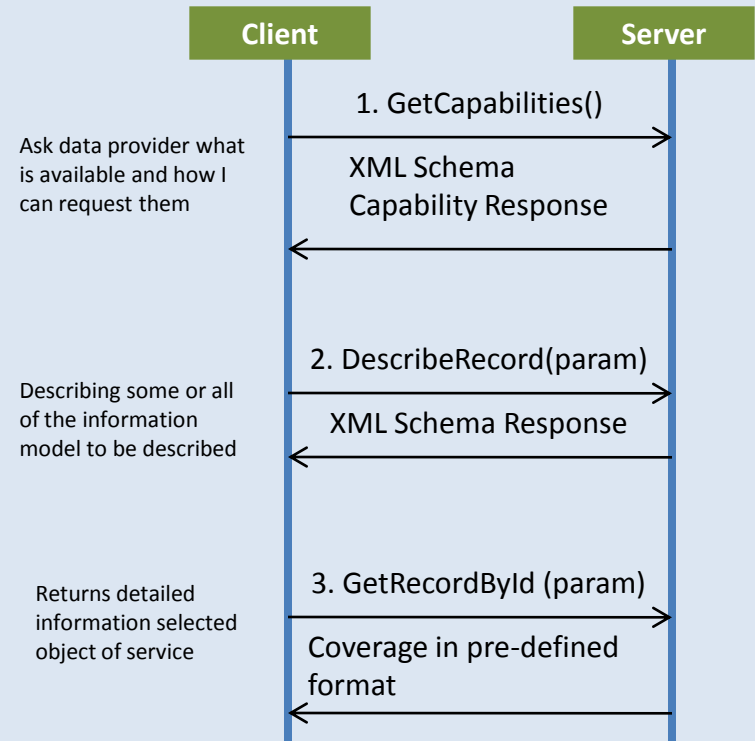 Client
Server
1. GetCapabilities()
Ask data provider what
is available and how I
can request them
XML Schema
Capability Response
2. DescribeRecord(param)
Describing some or all
of the information
model to be described
XML Schema Response
3. GetRecordById (param)
Returns detailed
information selected
object of service
Coverage in pre-defined
format